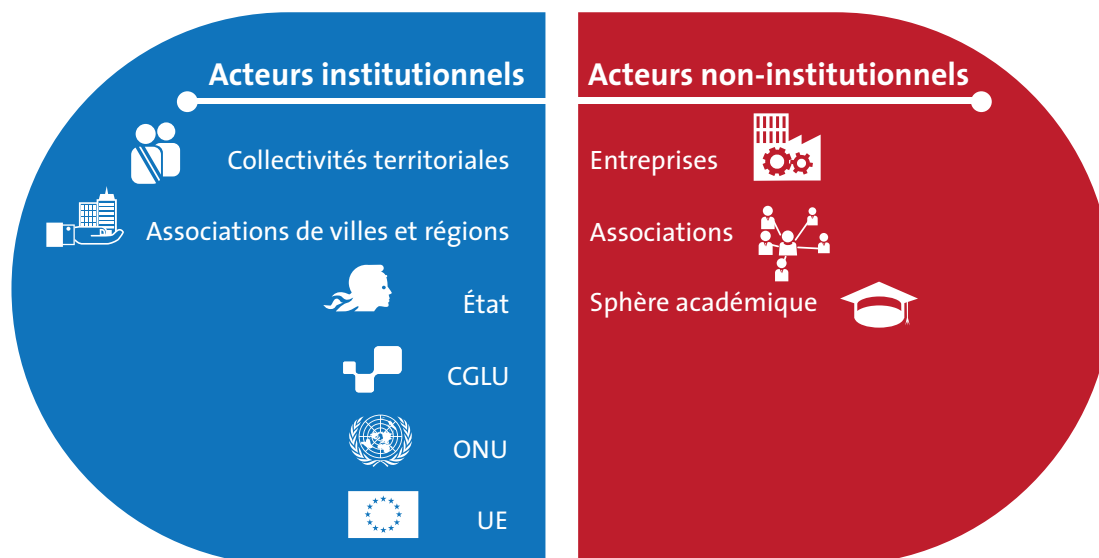 Acteurs institutionnels
Collectivités territoriales
Associations de villes et régions
État
CGLU
ONU
UE
Acteurs non-institutionnels
Entreprises
Associations
Sphère académique